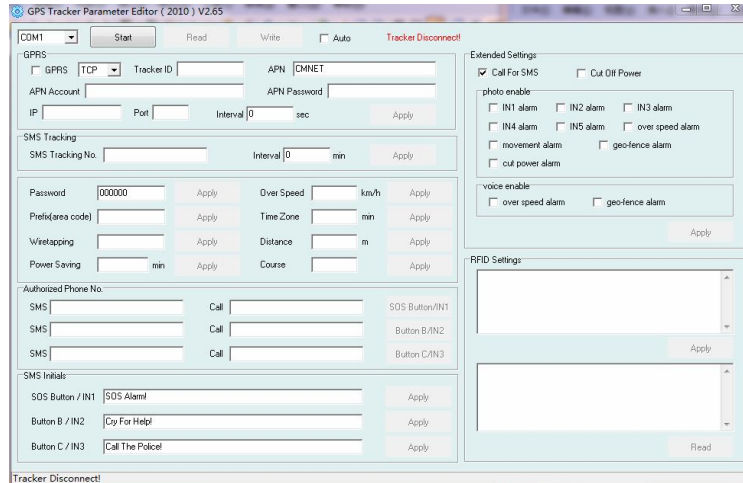 GPS Tracker Parameter Editor ( 2010 ) V2.65
COM1 Start Read Write Auto Tracker Disconnect!
GPRS
GPRS TCP Tracker ID APN CMNET
APN Account APN Password
IP Port Interval 0 sec Apply
SMS Tracking
SMS Tracking No. Interval 0 min Apply
Password 000000 Apply Over Speed km/h Apply
Prefix(area code) Apply Time Zone min Apply
Wiretapping Apply Distance m Apply
Power Saving min Apply Course Apply
Authorized Phone No.
SMS Call SOS Button/IN1
SMS Call Button B/IN2
SMS Call Button C/IN3
SMS Initials
SOS Button / IN1 SOS Alarm! Apply
Button B / IN2 Cry For Help! Apply
Button C / IN3 Call The Police! Apply
Extended Settings
Call For SMS Cut Off Power
photo enable
IN1 alarm IN2 alarm IN3 alarm
IN4 alarm IN5 alarm over speed alarm
movement alarm geo-fence alarm
cut power alarm
voice enable
over speed alarm geo-fence alarm
Apply
RFID Settings
Apply
Read
Tracker Disconnect!